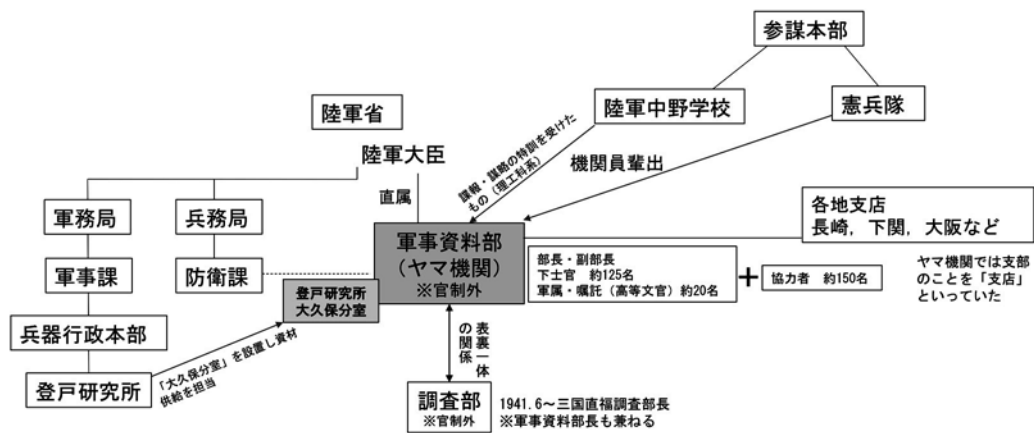 参謀本部
陸軍中野学校
憲兵隊
陸軍省
陸軍大臣
直属
諜報・謀略の特訓を受けた
もの（理工科系）
機関員輩出
軍務局
兵務局
軍事課
防衛課
兵器行政本部
登戸研究所
「大久保分室」を設置し資材
供給を担当
軍事資料部
（ヤマ機関）
※官制外
登戸研究所
大久保分室
各地支店
長崎，下関，大阪など
部長・副部長
下士官　約125名
軍属・嘱託（高等文官）約20名
+
協力者　約150名
ヤマ機関では支部
のことを「支店」
といっていた
表裏一体
の関係
調査部
※官制外
1941.6～三国直福調査部長
※軍事資料部長も兼ねる